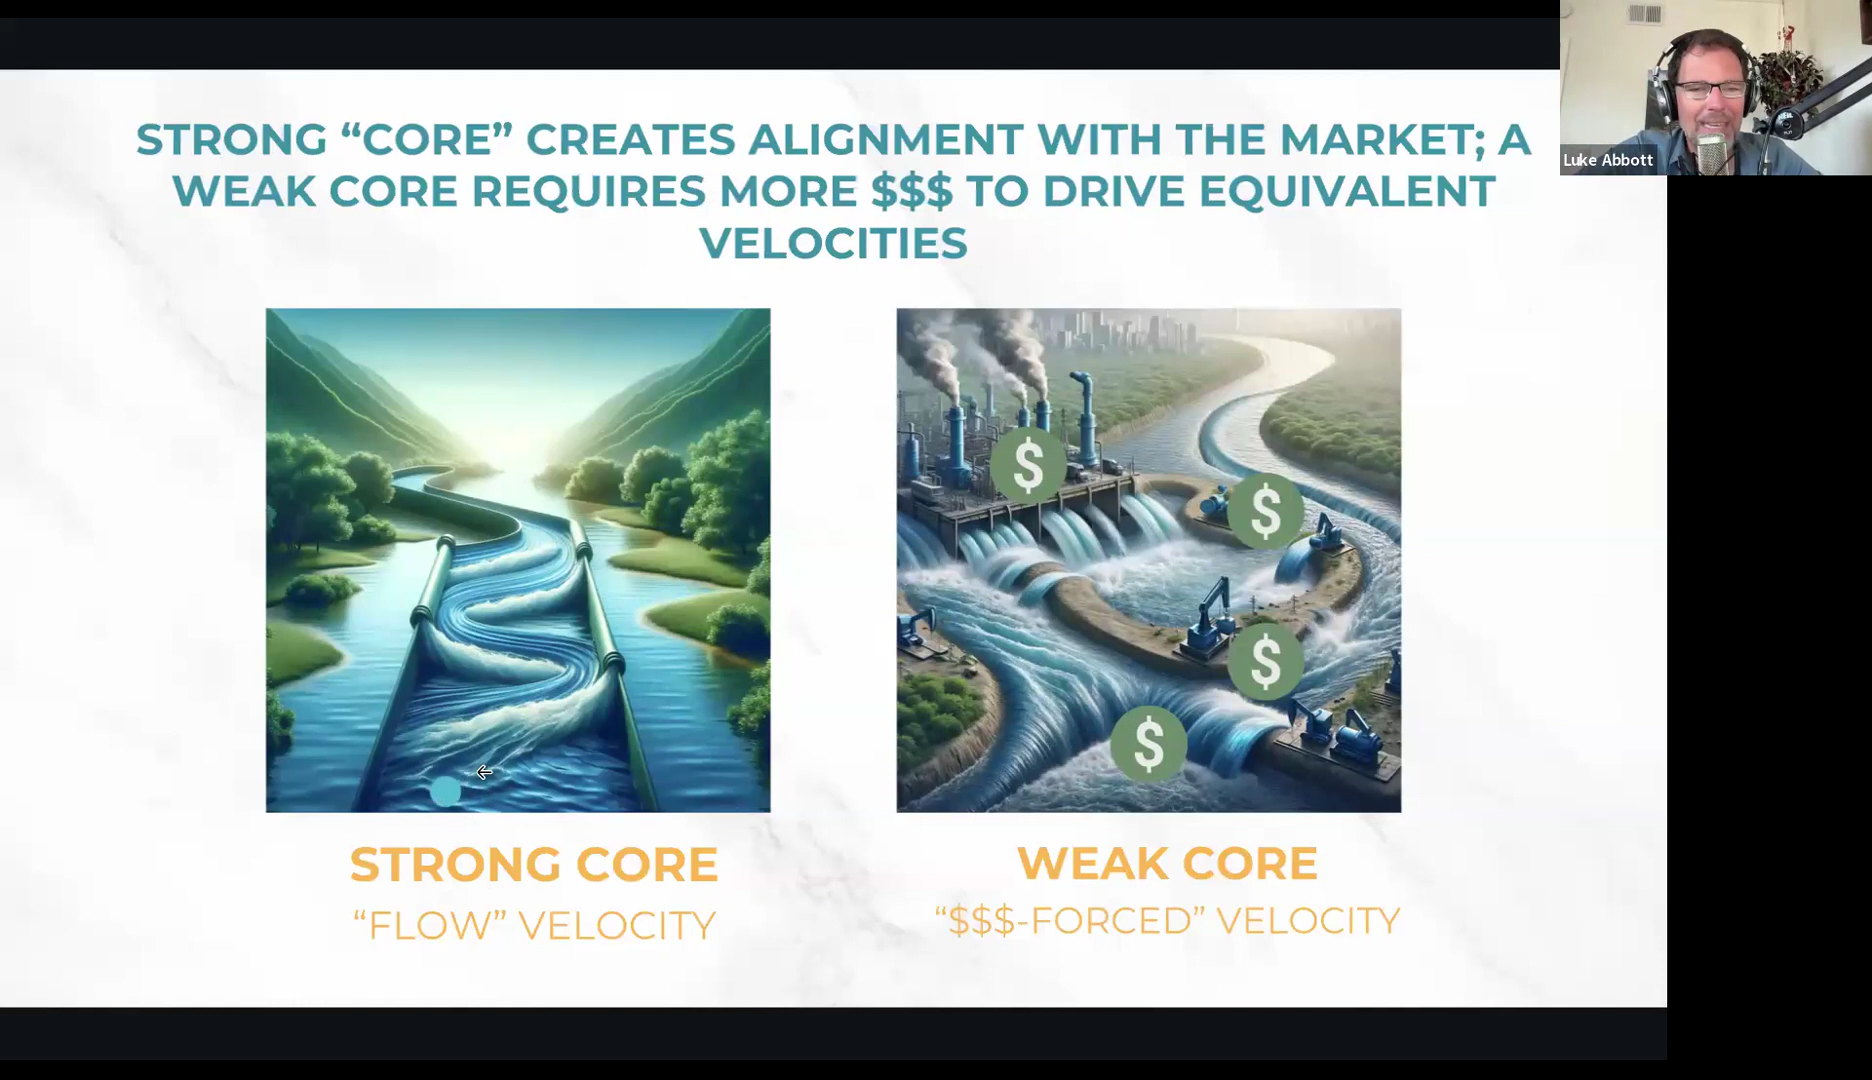 STRONG “CORE” CREATES ALIGNMENT WITH THE MARKET; A
WEAK CORE REQUIRES MORE $$$ TO DRIVE EQUIVALENT
VELOCITIES
Luke Abbott
$
$
$
$
STRONG CORE
“FLOW” VELOCITY
WEAK CORE
“$$$-FORCED” VELOCITY